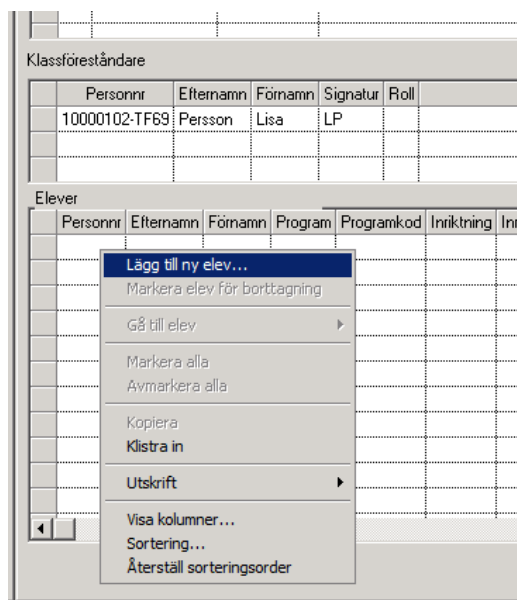 Klassföreståndare
Personnr Efternamn Förnamn Signatur Roll
10000102-TF69 Persson Lisa LP
Elever
Personnr Efternamn Förnamn Program Programkod Inriktning
Lägg till ny elev...
Markera elev för borttagning
Gå till elev
Markera alla
Avmarkera alla
Kopiera
Klistra in
Utskrift
Visa kolumner...
Sortering...
Återställ sorteringsorder